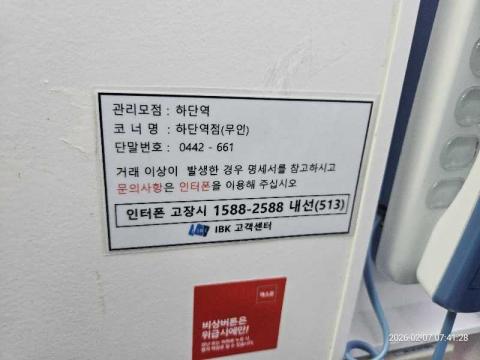 관리모점 : 하단역
코 너 명 : 하단역점(무인)
단말번호 : 0442 - 661
거래 이상이 발생한 경우 명세서를 참고하시고
문의사항은 인터폰을 이용해 주십시오
인터폰 고장시 1588-2588 내선(513)
IBK 고객센터
비상버튼은
위급시에만!
2026-02-07 07:41:28